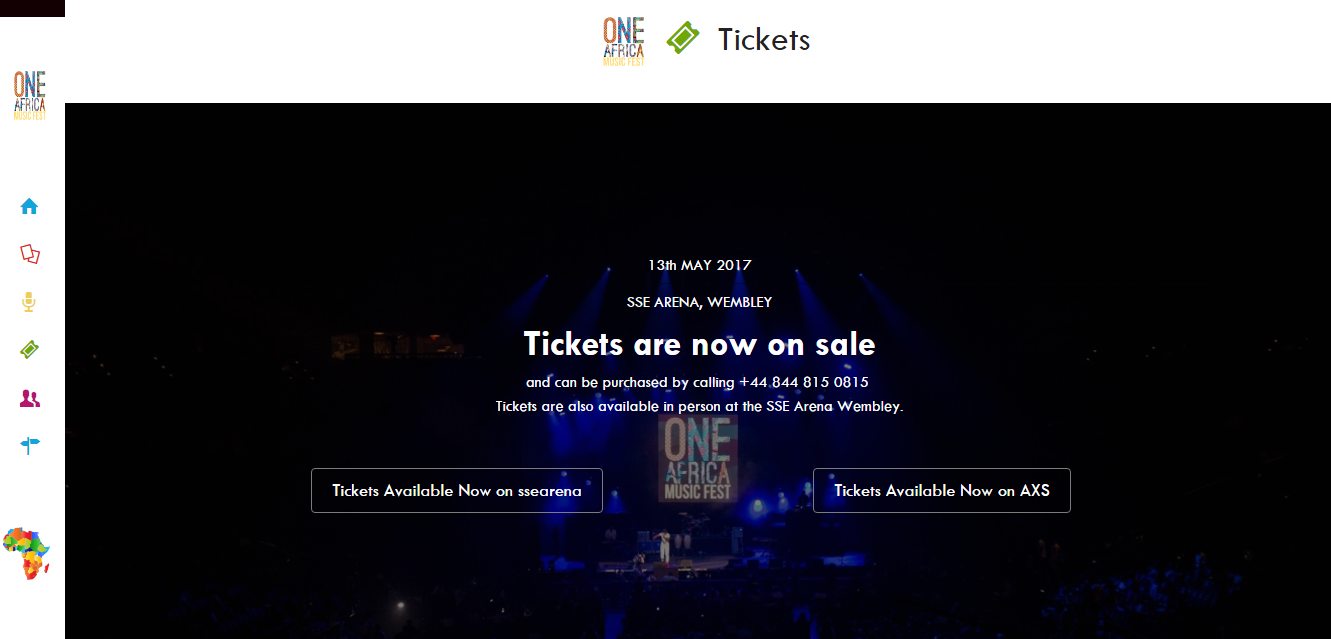 ONE
AFRICA
MUSIC FEST
Tickets
ONE
AFRICA
MUSIC FEST
13th MAY 2017
SSE ARENA, WEMBLEY
Tickets are now on sale
and can be purchased by calling +44 844 815 0815
Tickets are also available in person at the SSE Arena Wembley.
ONE
AFRICA
MUSIC FEST
Tickets Available Now on ssearena
Tickets Available Now on AXS